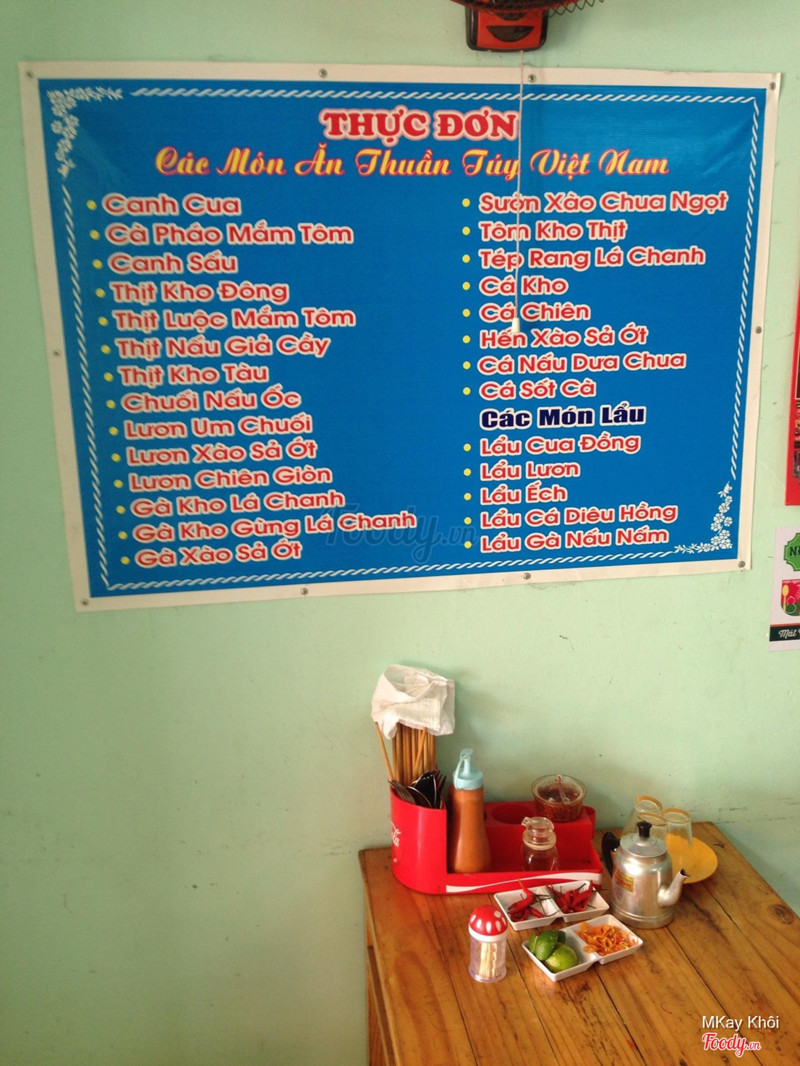 THỰC ĐƠN
Các Món Ăn Thuần Túy Việt Nam
Canh Cua
Cà Pháo Mắm Tôm
Canh Sấu
Thịt Kho Đông
Thịt Luộc Mắm Tôm
Thịt Nấu Giả Cầy
Thịt Kho Tàu
Chuối Nấu Ốc
Lươn Um Chuối
Lươn Xào Sả Ớt
Lươn Chiên Giòn
Gà Kho Lá Chanh
Gà Kho Gừng Lá Chanh
Gà Xào Sả Ớt
Sườn Xào Chua Ngọt
Tôm Kho Thịt
Tép Rang Lá Chanh
Cá Kho
Cá Chiên
Hến Xào Sả Ớt
Cá Nấu Dưa Chua
Cá Sốt Cà
Các Món Lẩu
Lẩu Cua Đồng
Lẩu Lươn
Lẩu Ếch
Lẩu Cá Diêu Hồng
Lẩu Gà Nấu Nấm
Foody.vn
MKay Khôi
Foody.vn